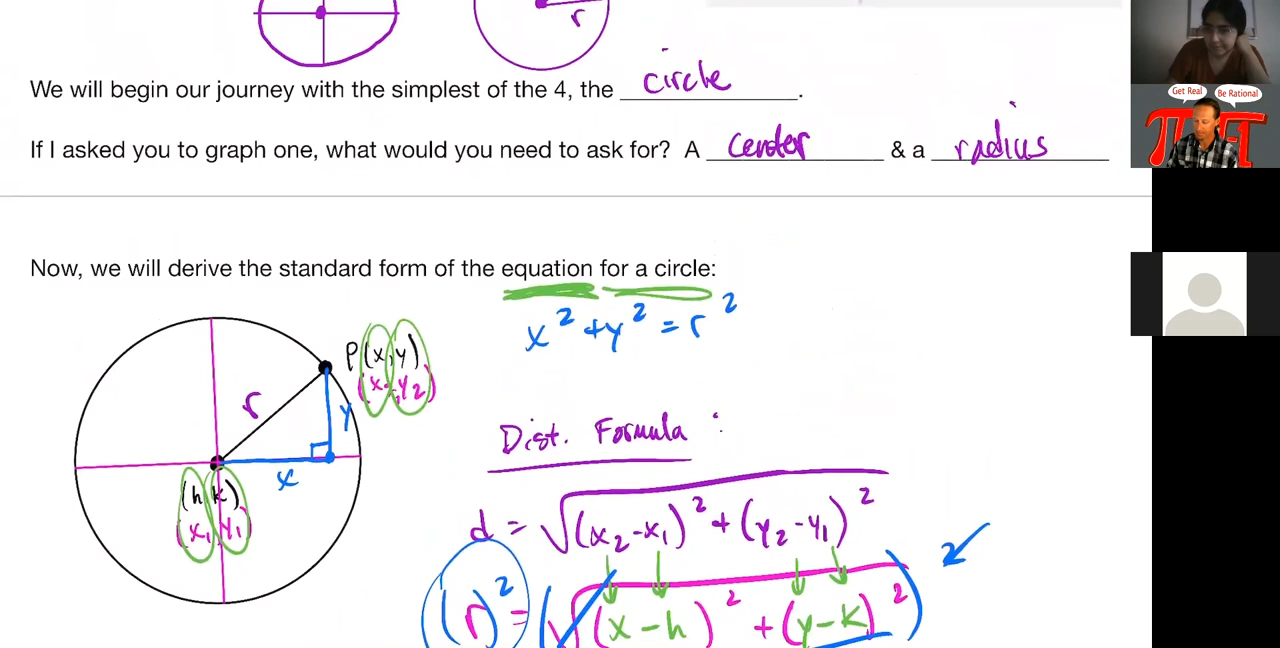 r
Get Real
Be Rational
We will begin our journey with the simplest of the 4, the circle.
If I asked you to graph one, what would you need to ask for? A center & a radius
Now, we will derive the standard form of the equation for a circle:
x² + y² = r²
P(x, y)
(x₂, y₂)
r
y
x
(h, k)
(x₁, y₁)
Dist. Formula :
d = √(x₂-x₁)² + (y₂-y₁)²
(r)² = (√(x-h)² + (y-k)²)²